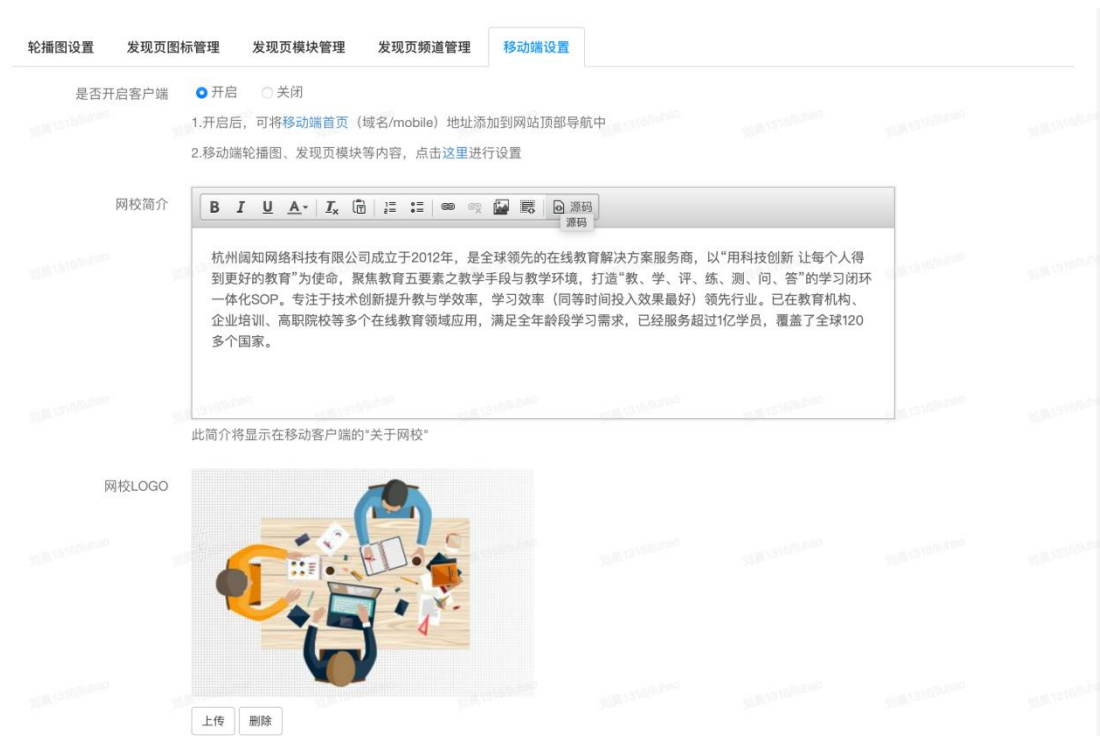 轮播图设置 发现页图标管理 发现页模块管理 发现页频道管理 移动端设置
是否开启客户端 开启 关闭
1.开启后，可将移动端首页（域名/mobile）地址添加到网站顶部导航中
2.移动端轮播图、发现页模块等内容，点击这里进行设置
网校简介
B I U A Ix 源码
源码
杭州阔知网络科技有限公司成立于2012年，是全球领先的在线教育解决方案服务商，以“用科技创新 让每个人得
到更好的教育”为使命，聚焦教育五要素之教学手段与教学环境，打造“教、学、评、练、测、问、答”的学习闭环
一体化SOP。专注于技术创新提升教与学效率，学习效率（同等时间投入效果最好）领先行业。已在教育机构、
企业培训、高职院校等多个在线教育领域应用，满足全年龄段学习需求，已经服务超过1亿学员，覆盖了全球120
多个国家。
此简介将显示在移动客户端的"关于网校"
网校LOGO
上传 删除